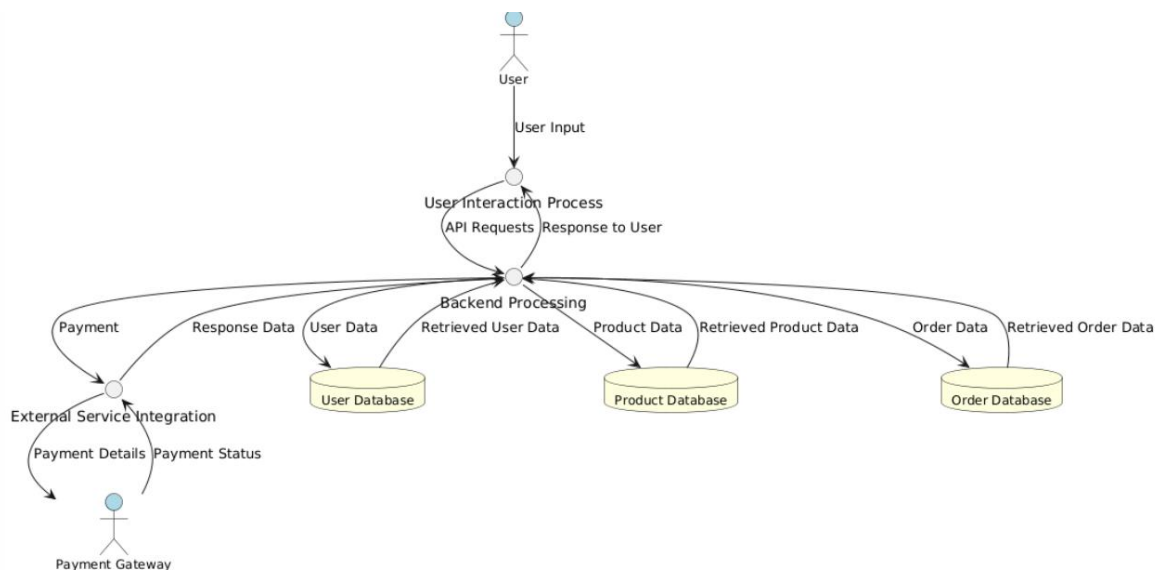 User
User Input
User Interaction Process
API Requests
Response to User
Backend Processing
Payment
Response Data
User Data
Retrieved User Data
Product Data
Retrieved Product Data
Order Data
Retrieved Order Data
User Database
Product Database
Order Database
External Service Integration
Payment Details
Payment Status
Payment Gateway